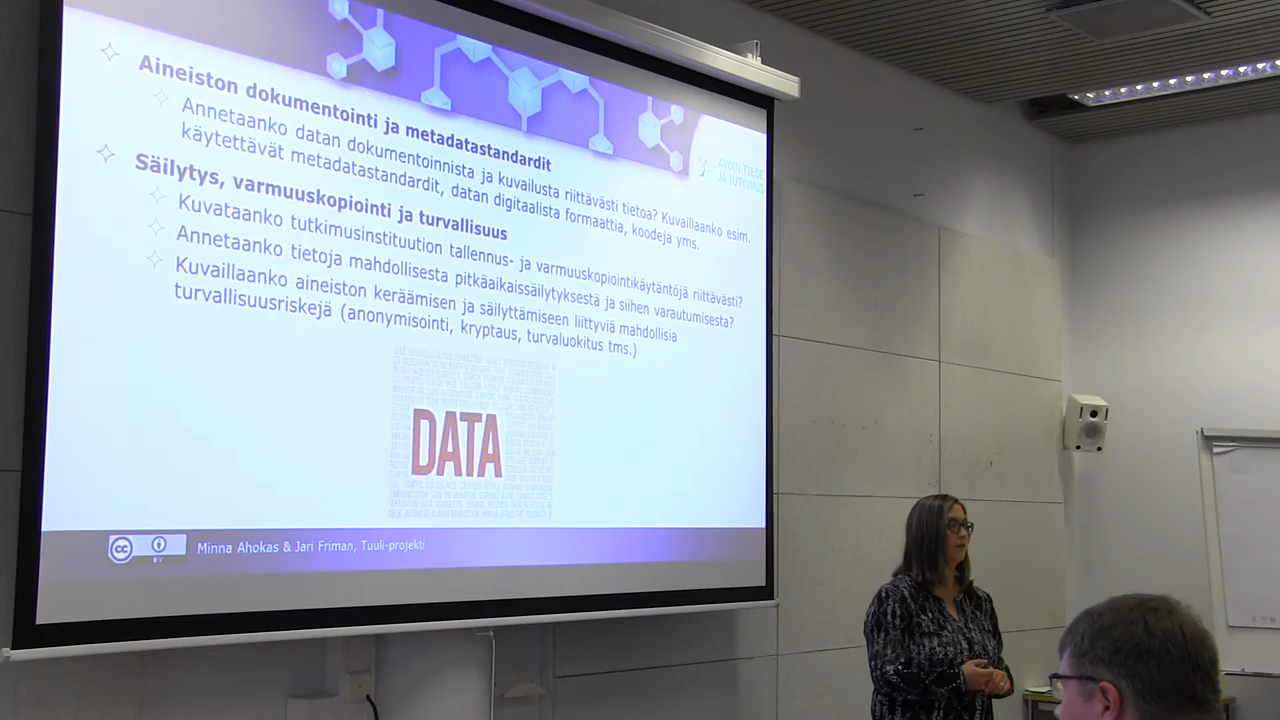 Aineiston dokumentointi ja metadatastandardit
Annetaanko datan dokumentoinnista ja kuvailusta riittävästi tietoa? Kuvaillaanko esim.
käytettävät metadatastandardit, datan digitaalista formaattia, koodeja yms.
Säilytys, varmuuskopiointi ja turvallisuus
Kuvataanko tutkimusinstituution tallennus- ja varmuuskopiointikäytäntöjä riittävästi?
Annetaanko tietoja mahdollisesta pitkäaikaissäilytyksestä ja siihen varautumisesta?
Kuvaillaanko aineiston keräämisen ja säilyttämiseen liittyviä mahdollisia
turvallisuusriskejä (anonymisointi, kryptaus, turvaluokitus tms.)
AVOIN TIEDE
JA TUTKIMUS
DATA
cc
BY
Minna Ahokas & Jari Friman, Tuuli-projekti